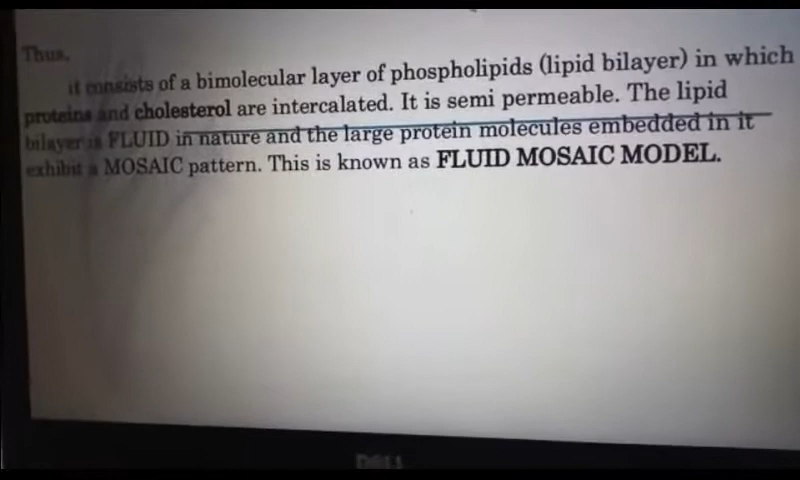 Thus,
it consists of a bimolecular layer of phospholipids (lipid bilayer) in which
proteins and cholesterol are intercalated. It is semi permeable. The lipid
bilayer is FLUID in nature and the large protein molecules embedded in it
exhibit a MOSAIC pattern. This is known as FLUID MOSAIC MODEL.
DELL